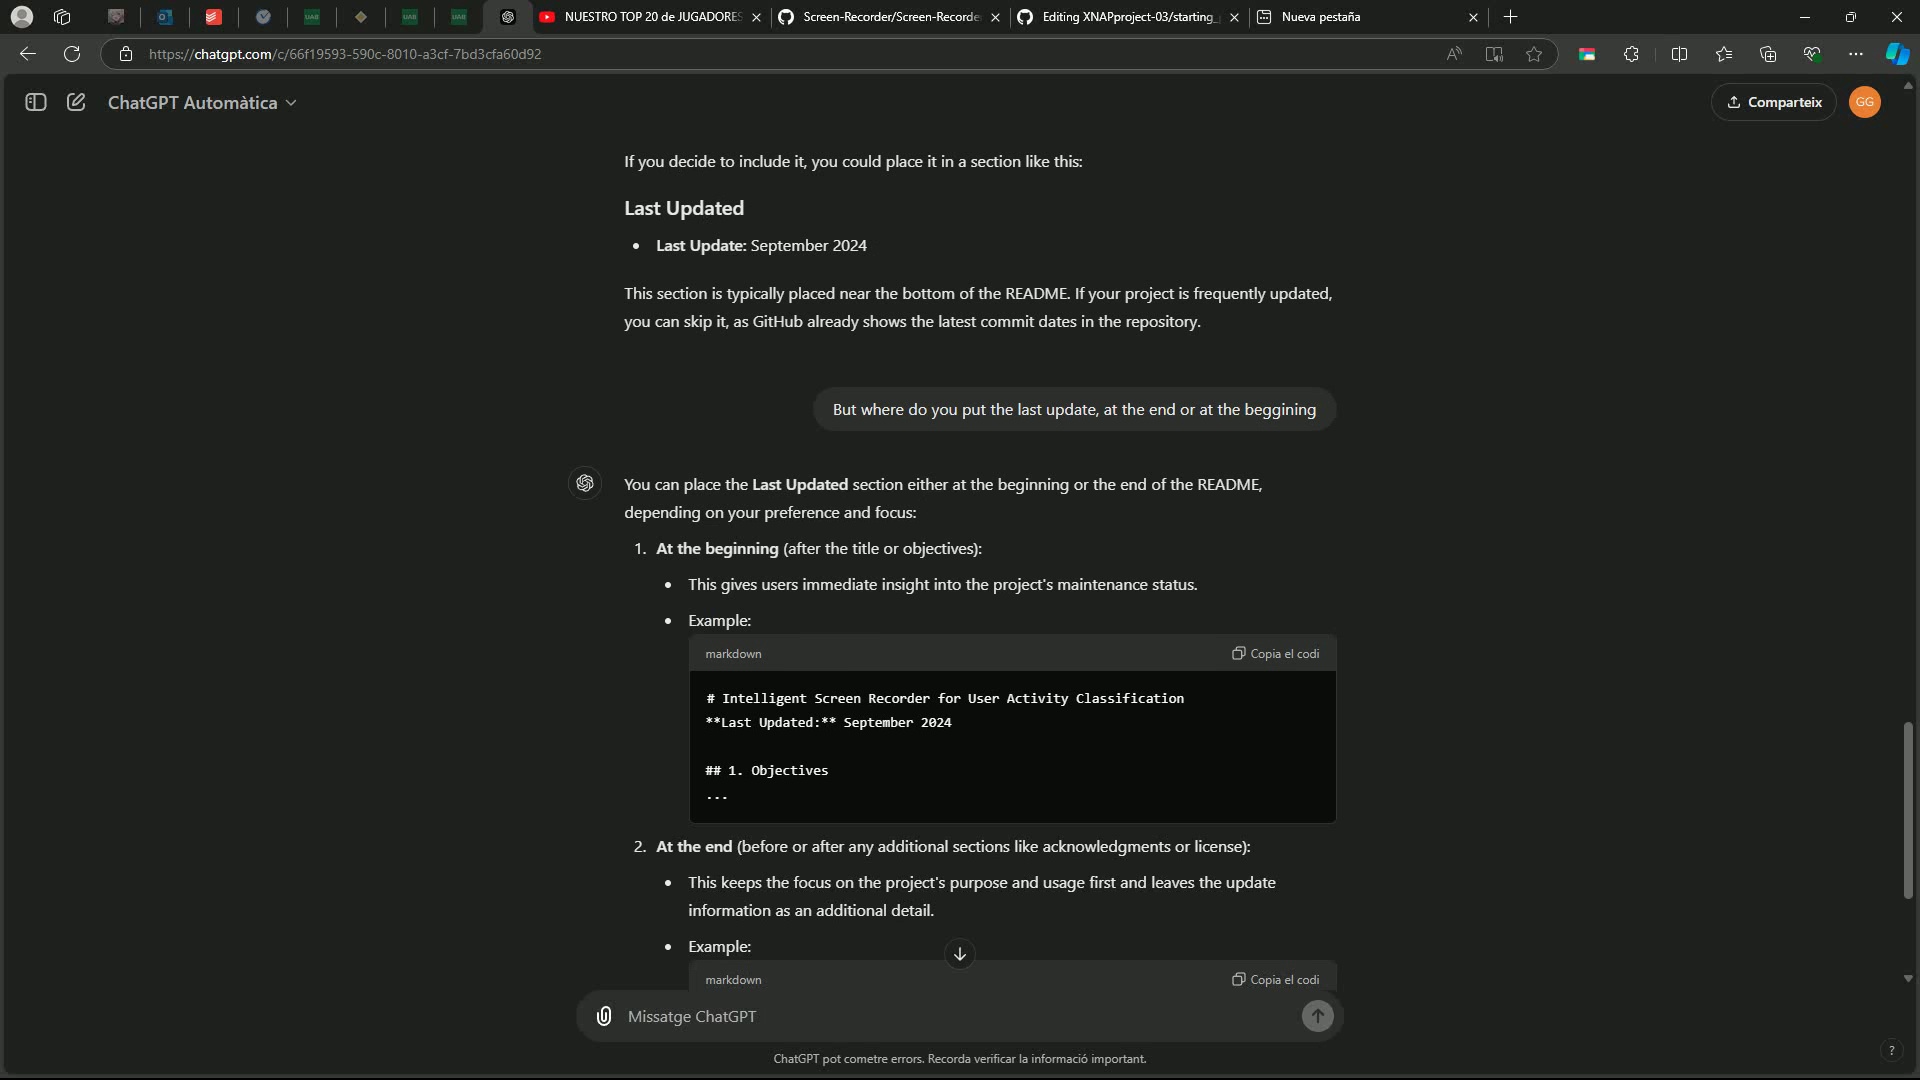 NUESTRO TOP 20 de JUGADORES
Screen-Recorder/Screen-Recorde
Editing XNAPproject-03/starting_
Nueva pestaña
https://chatgpt.com/c/66f19593-590c-8010-a3cf-7bd3cfa60d92
ChatGPT Automàtica
Comparteix
GG
If you decide to include it, you could place it in a section like this:
Last Updated
• Last Update: September 2024
This section is typically placed near the bottom of the README. If your project is frequently updated,
you can skip it, as GitHub already shows the latest commit dates in the repository.
But where do you put the last update, at the end or at the beggining
You can place the Last Updated section either at the beginning or the end of the README,
depending on your preference and focus:
1. At the beginning (after the title or objectives):
• This gives users immediate insight into the project's maintenance status.
• Example:
markdown
Copia el codi
# Intelligent Screen Recorder for User Activity Classification
**Last Updated:** September 2024
## 1. Objectives
...
2. At the end (before or after any additional sections like acknowledgments or license):
• This keeps the focus on the project's purpose and usage first and leaves the update
information as an additional detail.
• Example:
markdown
Copia el codi
Missatge ChatGPT
ChatGPT pot cometre errors. Recorda verificar la informació important.
?